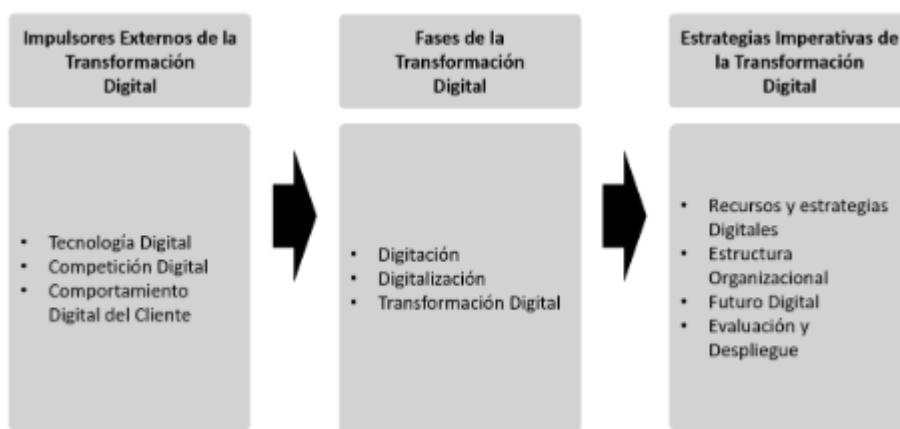 Impulsores Externos de la
Transformación
Digital
Fases de la
Transformación
Digital
Estrategias Imperativas de
la Transformación
Digital
• Tecnología Digital
• Competición Digital
• Comportamiento
Digital del Cliente
• Digitación
• Digitalización
• Transformación Digital
• Recursos y estrategias
Digitales
• Estructura
Organizacional
• Futuro Digital
• Evaluación y
Despliegue